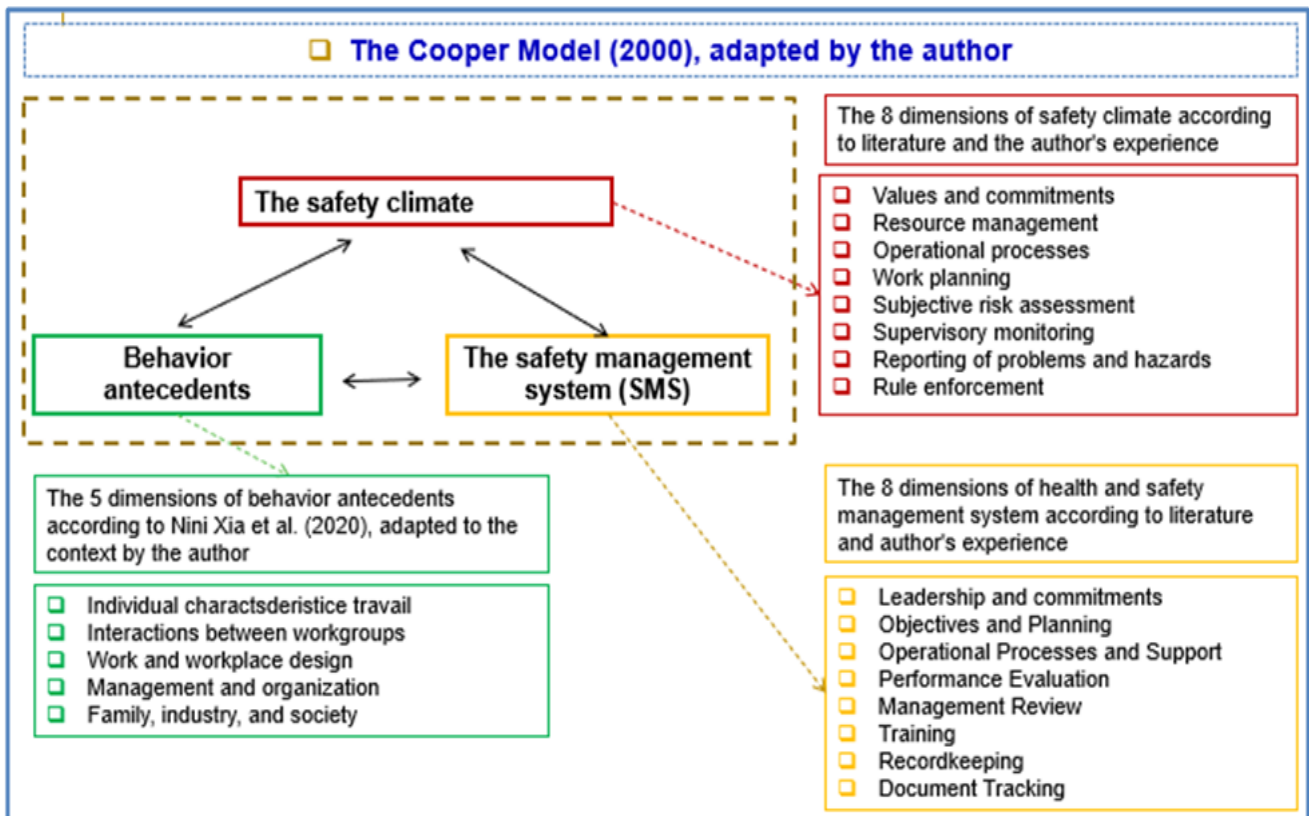 The Cooper Model (2000), adapted by the author
The safety climate
Behavior
antecedents
The safety management
system (SMS)
The 8 dimensions of safety climate according
to literature and the author's experience
Values and commitments
Resource management
Operational processes
Work planning
Subjective risk assessment
Supervisory monitoring
Reporting of problems and hazards
Rule enforcement
The 5 dimensions of behavior antecedents
according to Nini Xia et al. (2020), adapted to the
context by the author
Individual charactsderistice travail
Interactions between workgroups
Work and workplace design
Management and organization
Family, industry, and society
The 8 dimensions of health and safety
management system according to literature
and author's experience
Leadership and commitments
Objectives and Planning
Operational Processes and Support
Performance Evaluation
Management Review
Training
Recordkeeping
Document Tracking